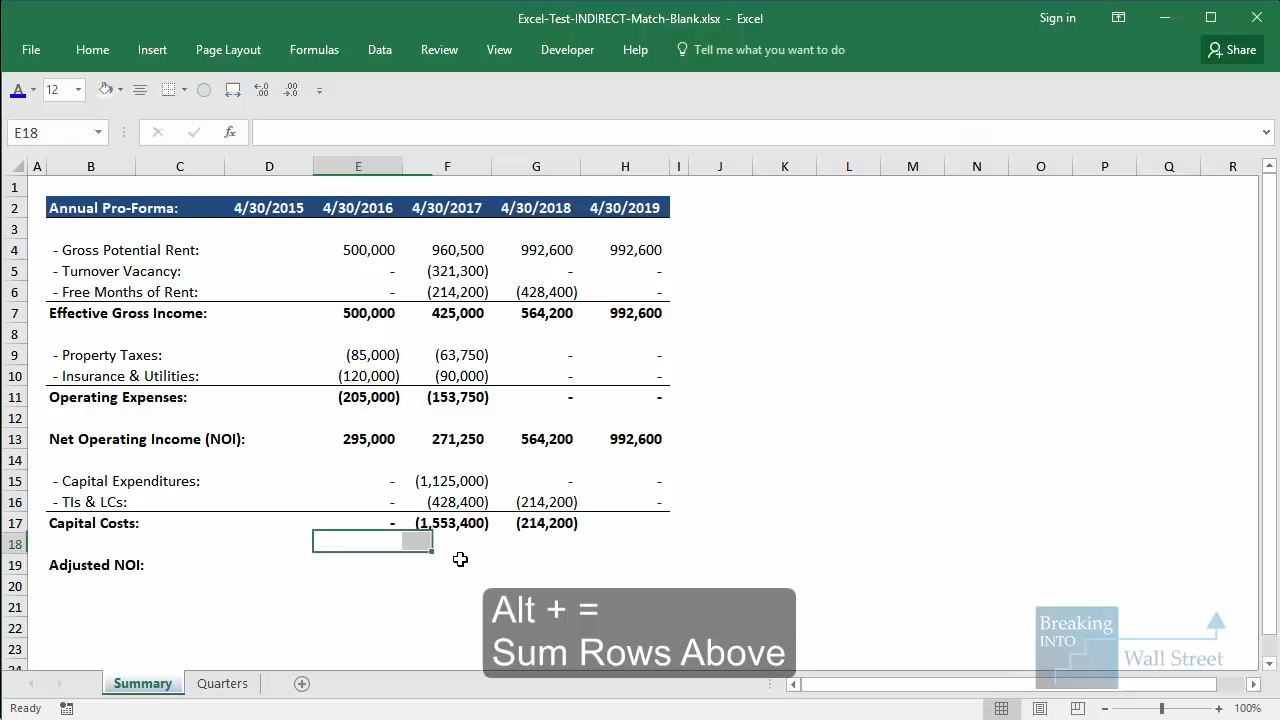 Excel-Test-INDIRECT-Match-Blank.xlsx - Excel
Sign in
File Home Insert Page Layout Formulas Data Review View Developer Help Tell me what you want to do Share
A 12
E18 fx
A B C D E F G H I J K L M N O P Q R
1
2 Annual Pro-Forma: 4/30/2015 4/30/2016 4/30/2017 4/30/2018 4/30/2019
3
4 - Gross Potential Rent: 500,000 960,500 992,600 992,600
5 - Turnover Vacancy: - (321,300) - -
6 - Free Months of Rent: - (214,200) (428,400) -
7 Effective Gross Income: 500,000 425,000 564,200 992,600
8
9 - Property Taxes: (85,000) (63,750) - -
10 - Insurance & Utilities: (120,000) (90,000) - -
11 Operating Expenses: (205,000) (153,750) - -
12
13 Net Operating Income (NOI): 295,000 271,250 564,200 992,600
14
15 - Capital Expenditures: - (1,125,000) - -
16 - TIs & LCs: - (428,400) (214,200) -
17 Capital Costs: - (1,553,400) (214,200)
18
19 Adjusted NOI:
20
21
22
23
24
Alt + =
Sum Rows Above
Breaking
INTO
Wall Street
Summary Quarters
Ready 100%